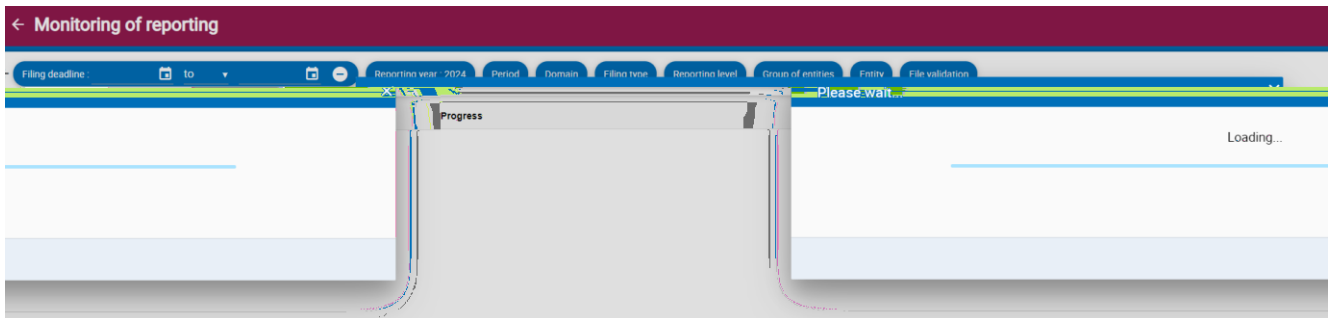 Monitoring of reporting
Filing deadline : to
Reporting year : 2024 Period Domain Filing type Reporting level Group of entities Entity File validation
Please wait...
Progress
Loading...